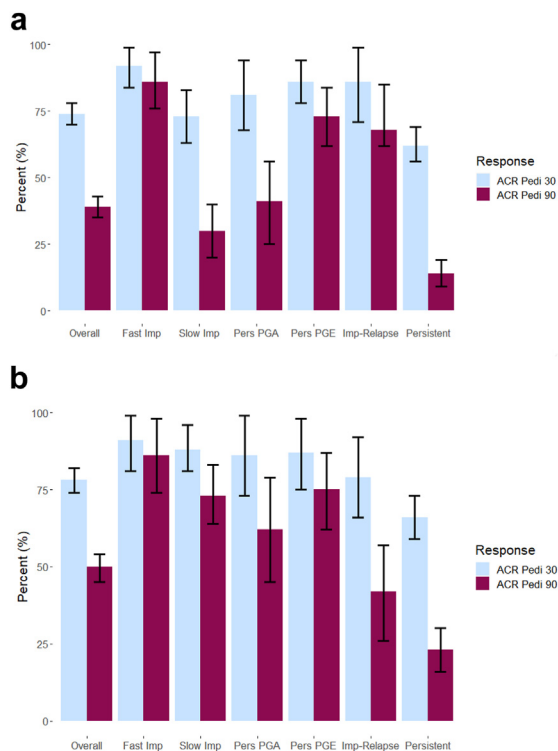 a
100
75
50
25
0
Percent (%)
Overall Fast Imp Slow Imp Pers PGA Pers PGE Imp-Relapse Persistent
Response
ACR Pedi 30
ACR Pedi 90
b
100
75
50
25
0
Percent (%)
Overall Fast Imp Slow Imp Pers PGA Pers PGE Imp-Relapse Persistent
Response
ACR Pedi 30
ACR Pedi 90